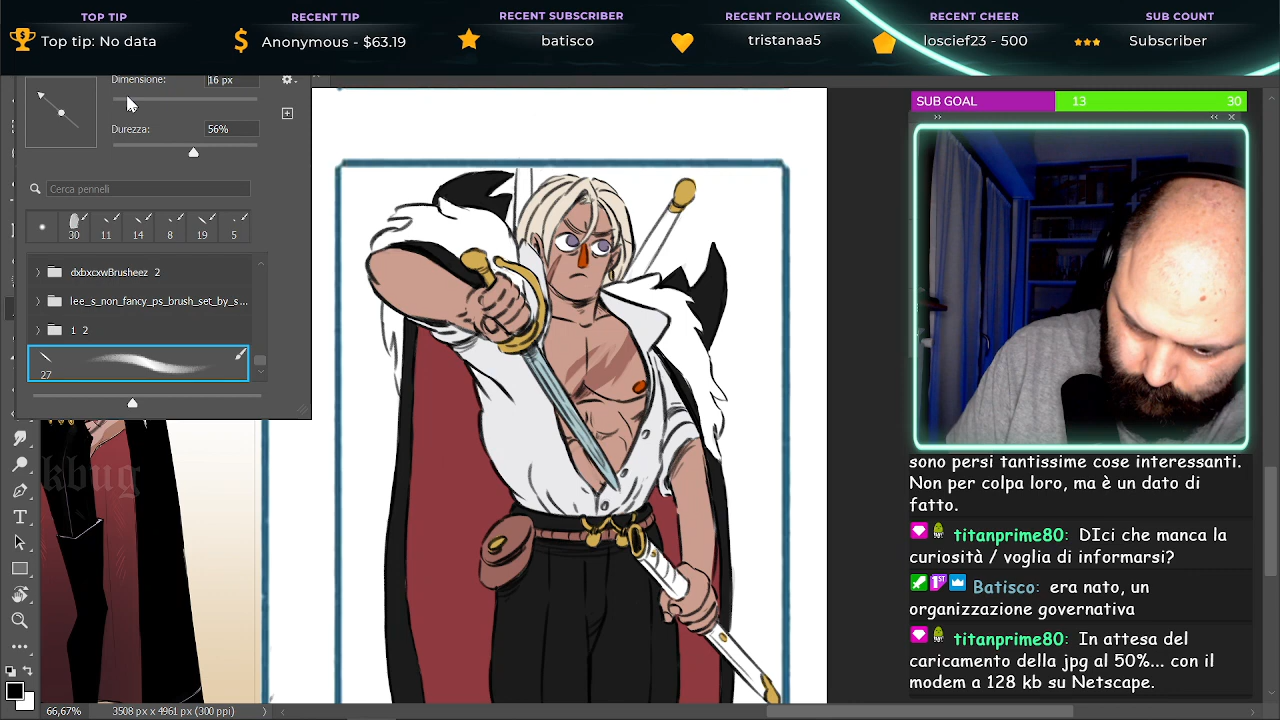 TOP TIP
Top tip: No data
RECENT TIP
Anonymous - $63.19
RECENT SUBSCRIBER
batisco
RECENT FOLLOWER
tristanaa5
RECENT CHEER
loscief23 - 500
SUB COUNT
Subscriber
Dimensione:
16 px
Durezza:
56%
Cerca pennelli
30 11 14 8 19 5
dxbxcxwBrusheez 2
lee_s_non_fancy_ps_brush_set_by_s...
1 2
27
kbug
66,67%
3508 px x 4961 px (300 ppi)
SUB GOAL
13
30
sono persi tantissime cose interessanti.
Non per colpa loro, ma è un dato di
fatto.
titanprime80: DIci che manca la
curiosità / voglia di informarsi?
1ST
Batisco: era nato, un
organizzazione governativa
titanprime80: In attesa del
caricamento della jpg al 50%... con il
modem a 128 kb su Netscape.